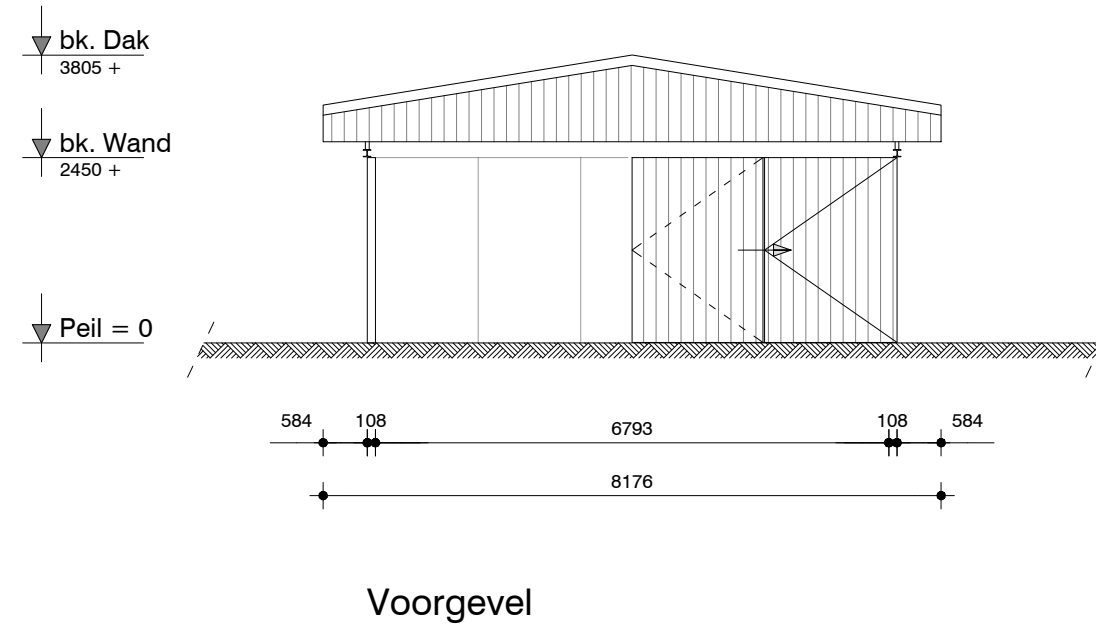 bk. Dak
3805 +
bk. Wand
2450 +
Peil = 0
584 108 6793 108 584
8176
Voorgevel